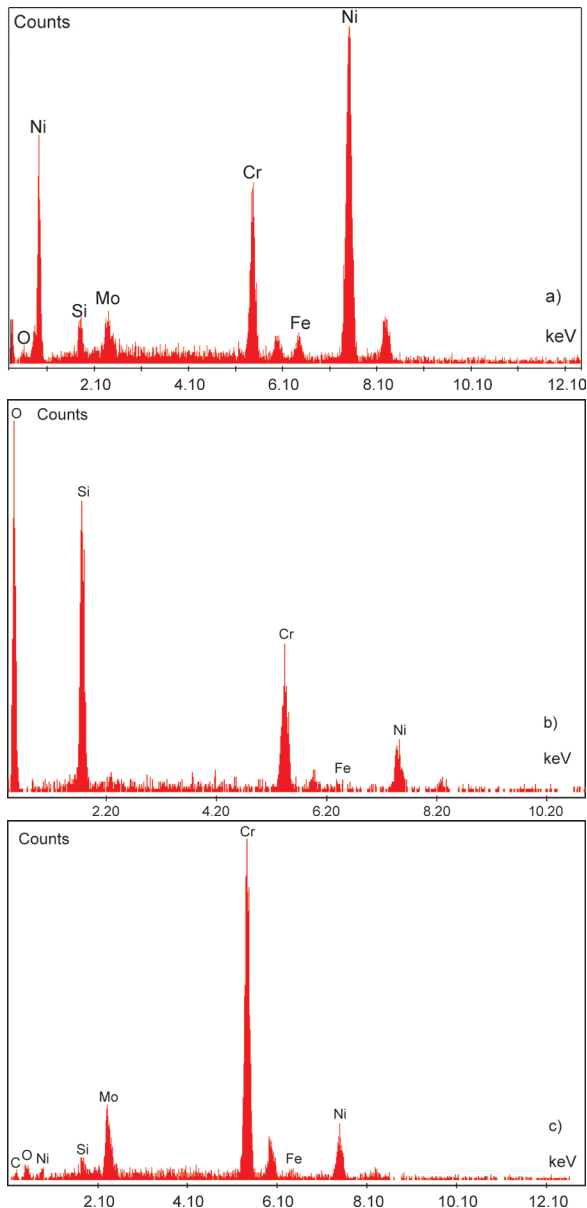 Counts
Ni
Ni
Cr
Si
Mo
O
Fe
a)
keV
2.10 4.10 6.10 8.10 10.10 12.10
O Counts
Si
Cr
Ni
Fe
b)
keV
2.20 4.20 6.20 8.20 10.20
Counts
Cr
Mo
Ni
C O Ni Si Fe
c)
keV
2.10 4.10 6.10 8.10 10.10 12.10